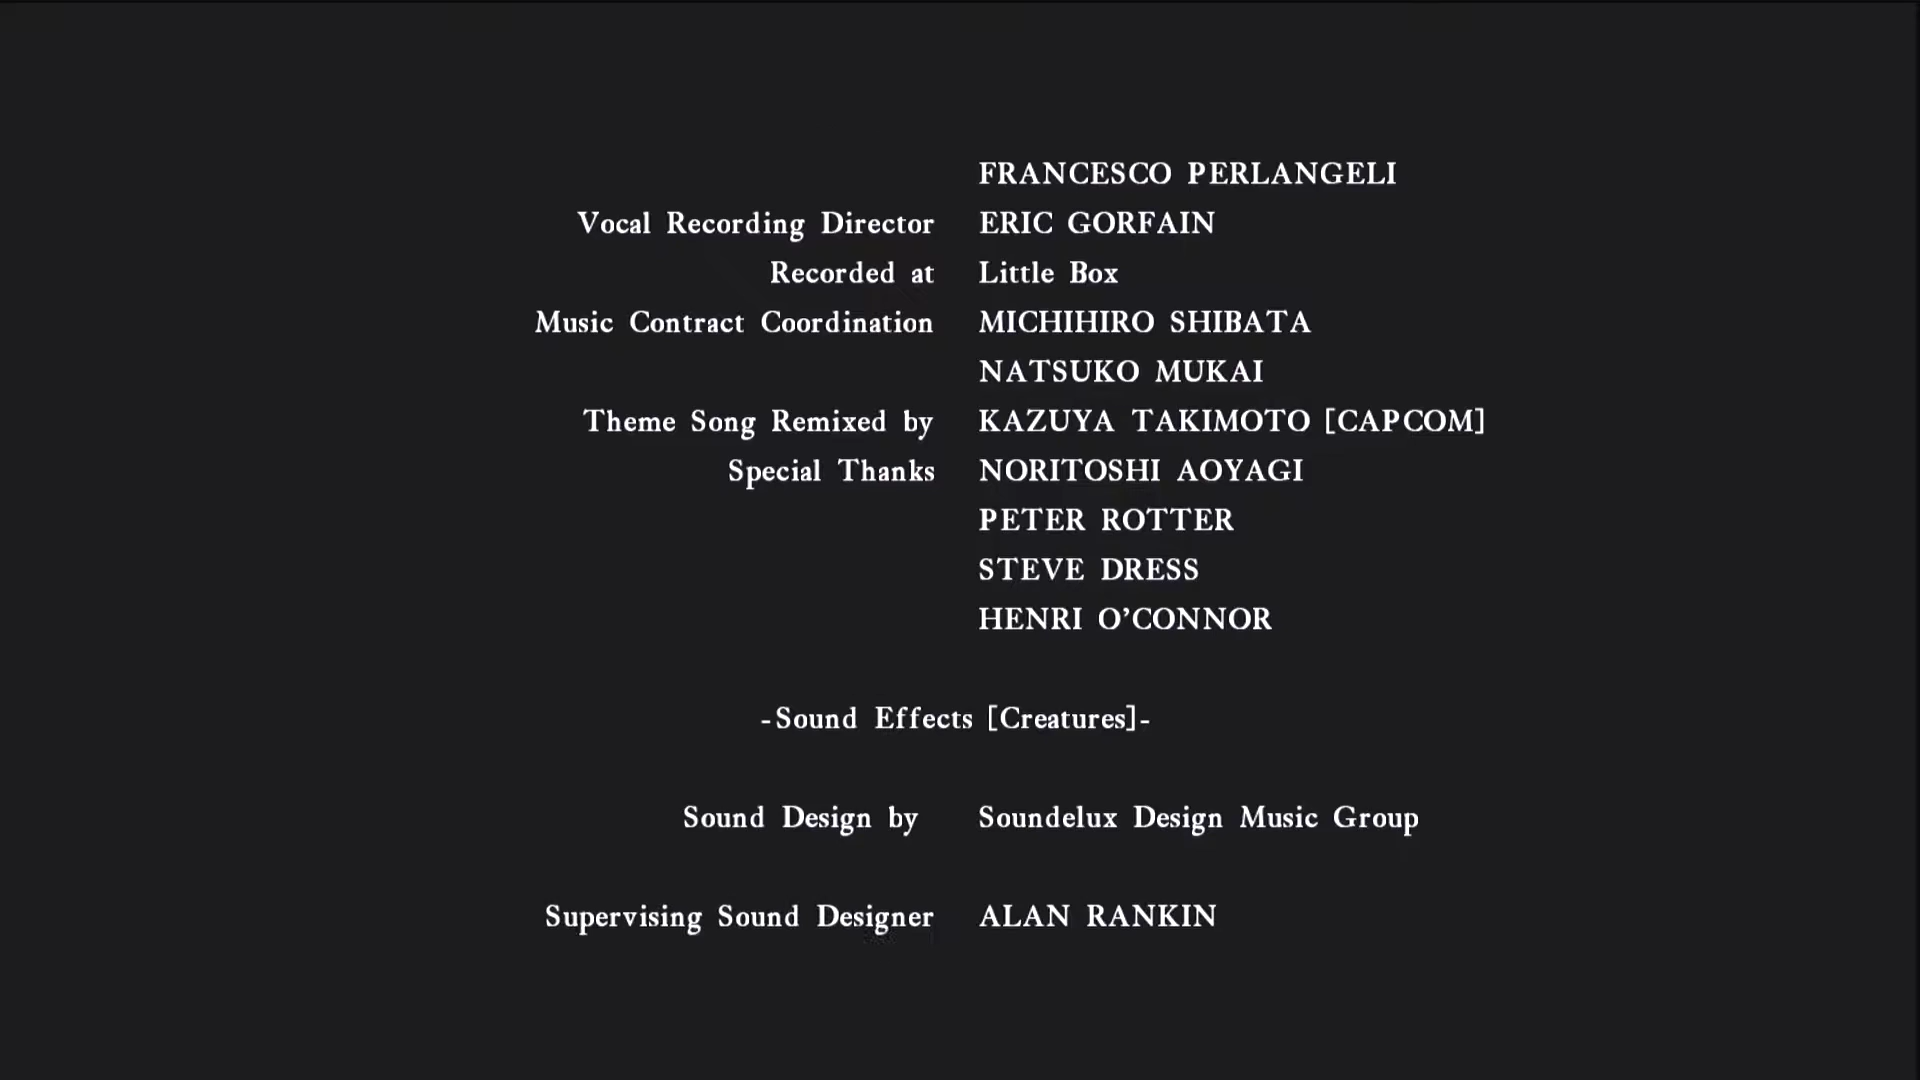 FRANCESCO PERLANGELI
Vocal Recording Director ERIC GORFAIN
Recorded at Little Box
Music Contract Coordination MICHIHIRO SHIBATA
NATSUKO MUKAI
Theme Song Remixed by KAZUYA TAKIMOTO [CAPCOM]
Special Thanks NORITOSHI AOYAGI
PETER ROTTER
STEVE DRESS
HENRI O’CONNOR
-Sound Effects [Creatures]-
Sound Design by Soundelux Design Music Group
Supervising Sound Designer ALAN RANKIN